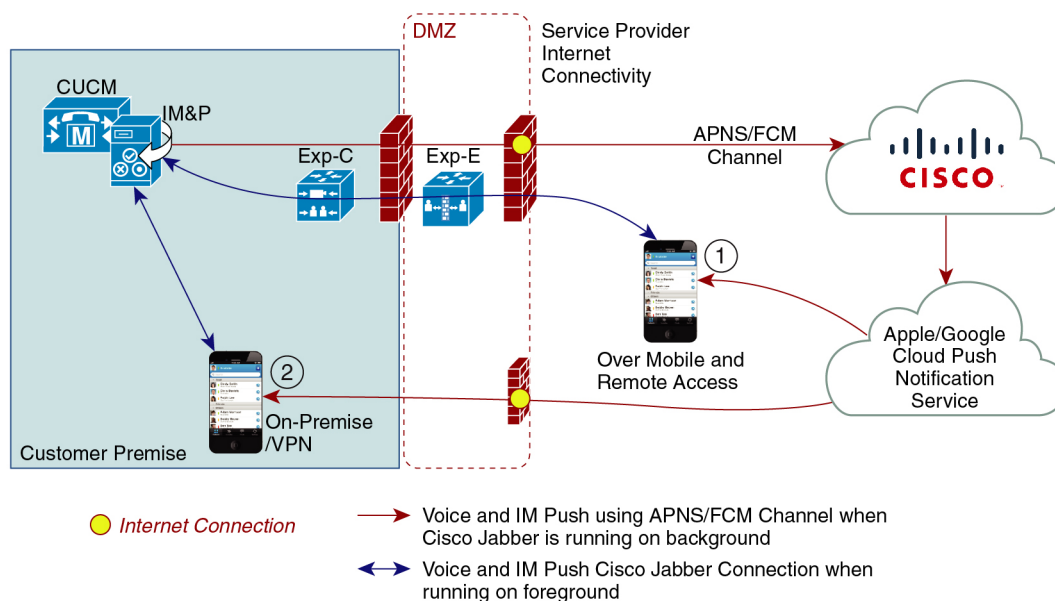 DMZ
Service Provider
Internet
Connectivity
CUCM
IM&P
M
Exp-C
Exp-E
APNS/FCM
Channel
CISCO
1
Over Mobile and
Remote Access
Apple/Google
Cloud Push
Notification
Service
2
On-Premise
/VPN
Customer Premise
Internet Connection
Voice and IM Push using APNS/FCM Channel when
Cisco Jabber is running on background
Voice and IM Push Cisco Jabber Connection when
running on foreground